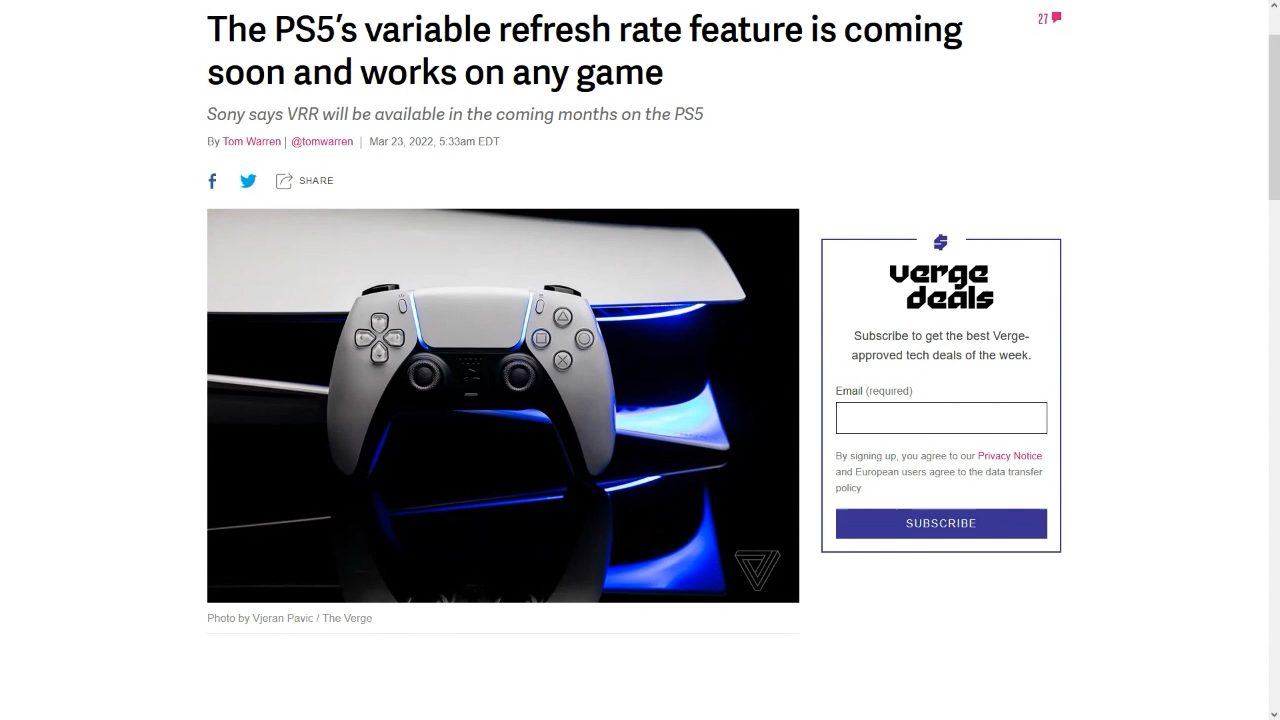 The PS5’s variable refresh rate feature is coming
soon and works on any game
27
Sony says VRR will be available in the coming months on the PS5
By Tom Warren | @tomwarren | Mar 23, 2022, 5:33am EDT
SHARE
verge
deals
Subscribe to get the best Verge-
approved tech deals of the week.
Email (required)
By signing up, you agree to our Privacy Notice
and European users agree to the data transfer
policy.
SUBSCRIBE
Photo by Vjeran Pavic / The Verge